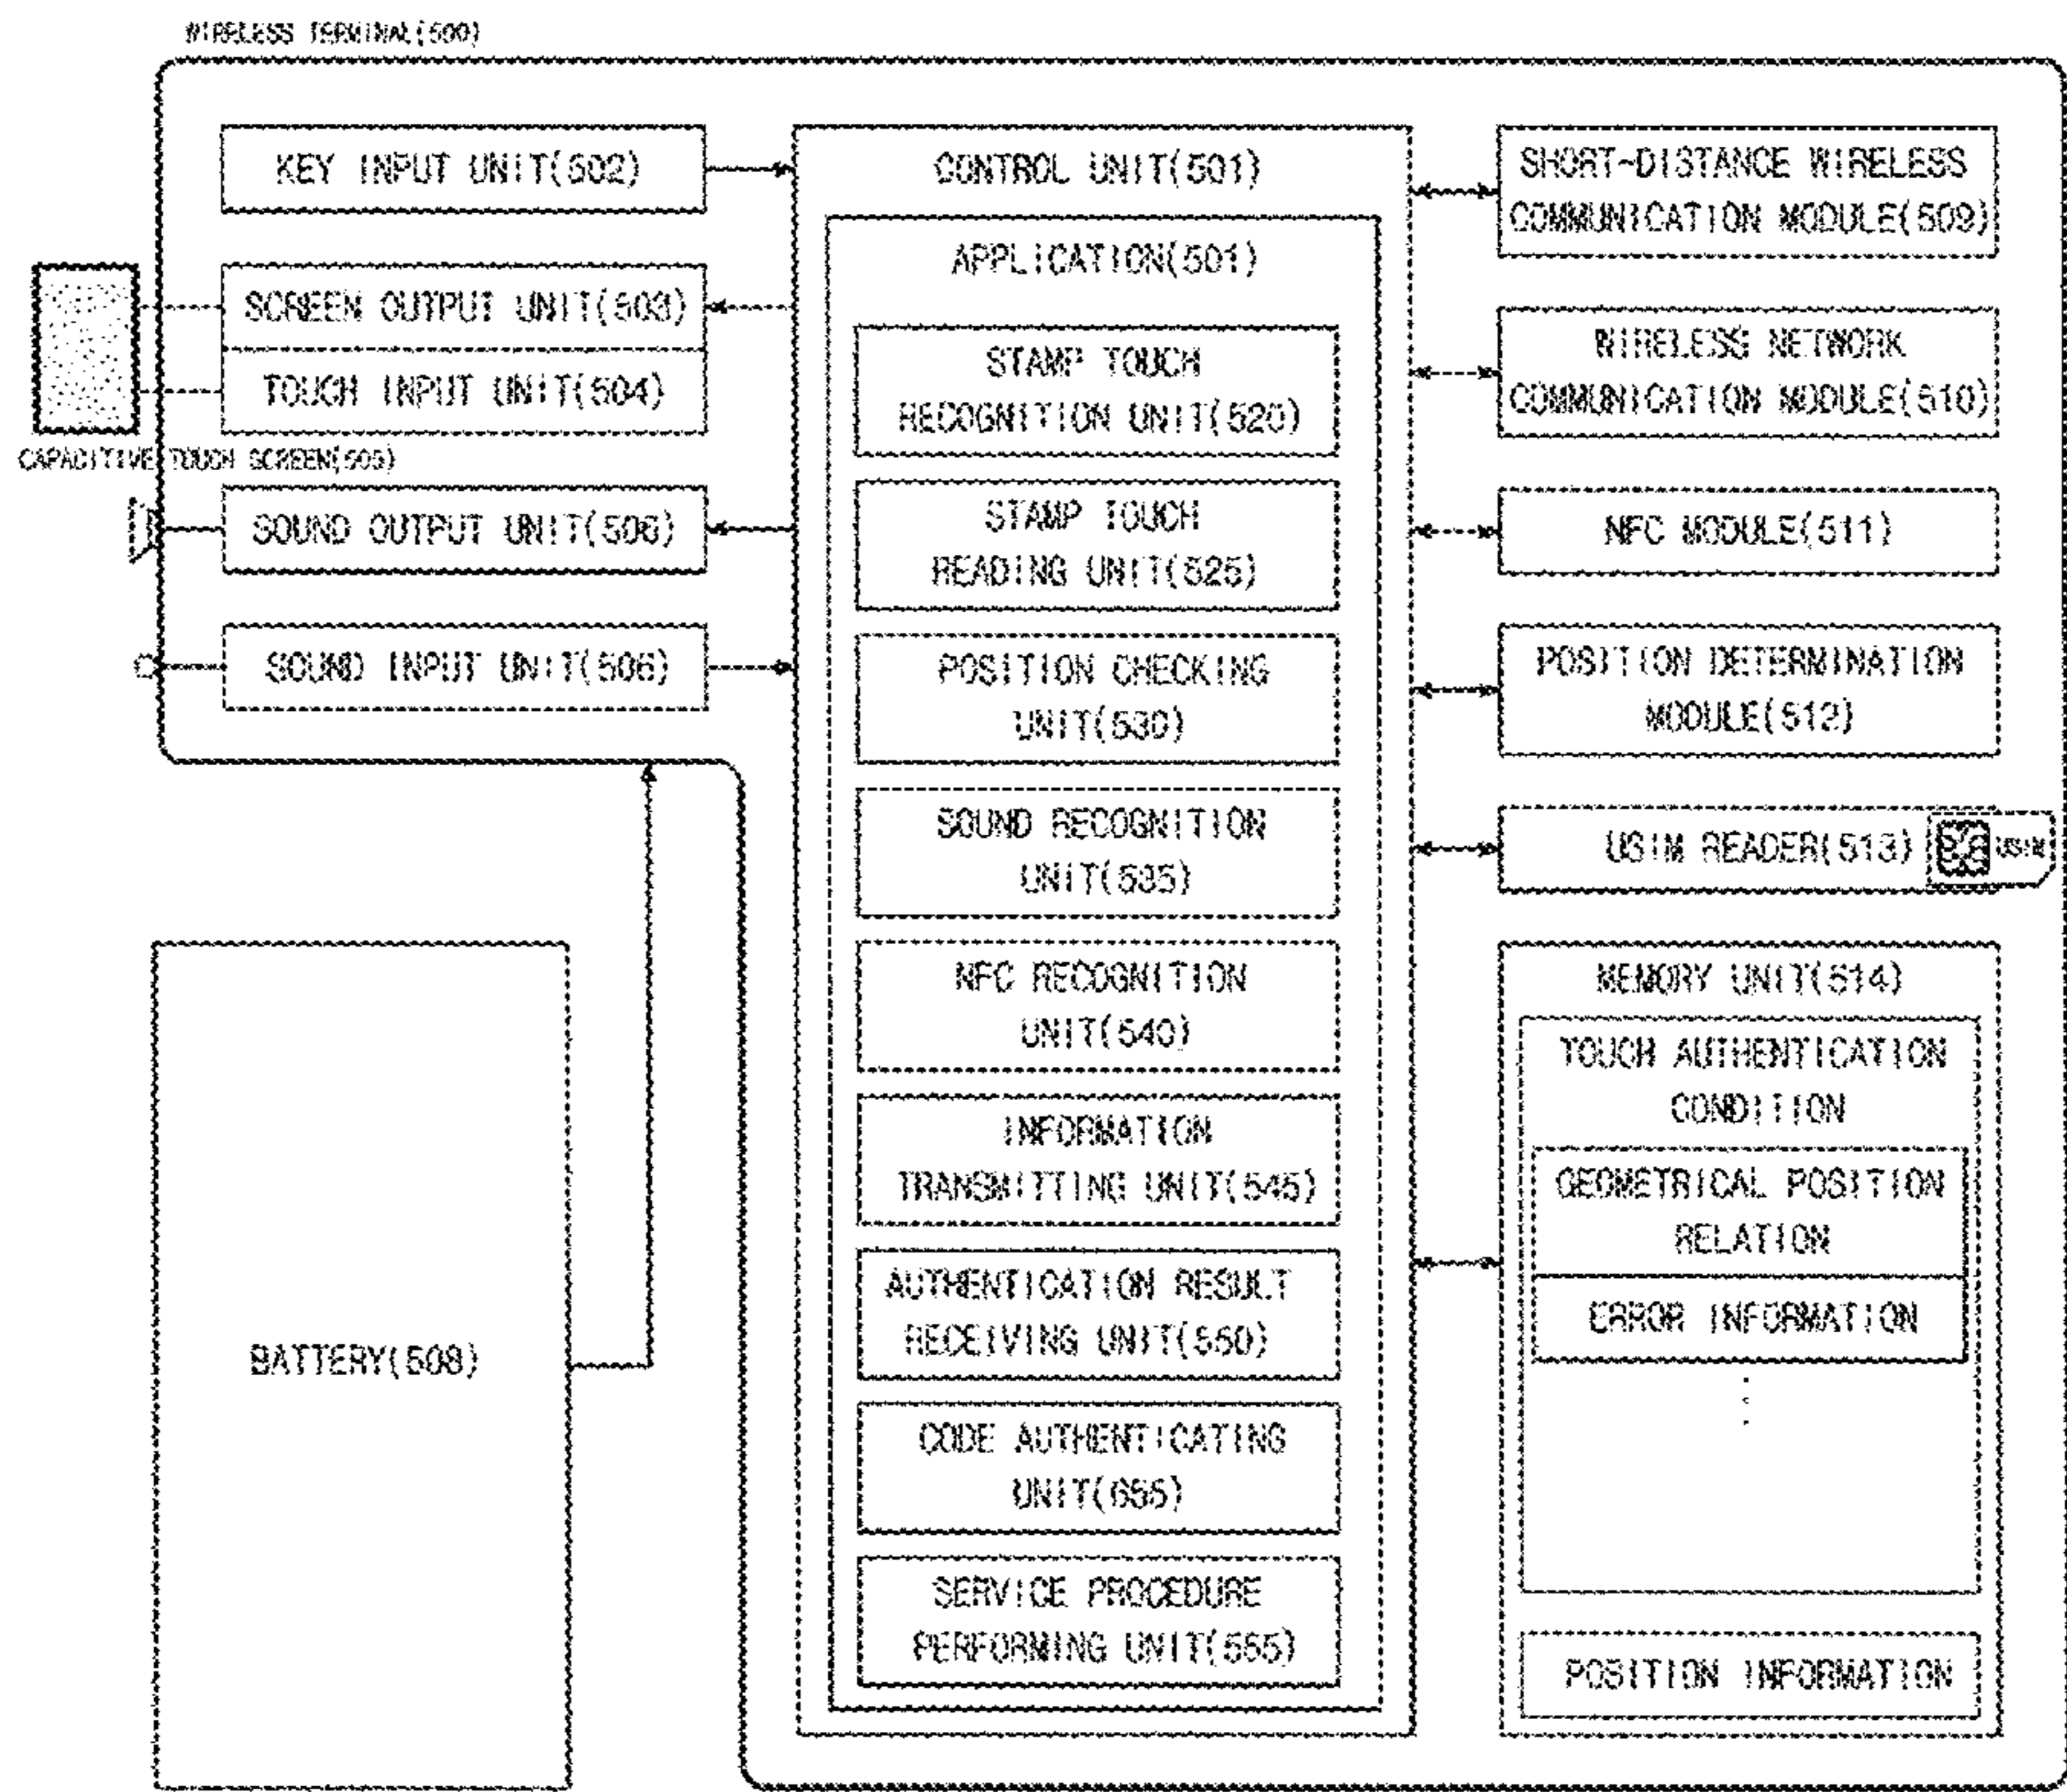 WIRELESS TERMINAL(500)
KEY INPUT UNIT(502)
SCREEN OUTPUT UNIT(503)
TOUCH INPUT UNIT(504)
CAPACITIVE TOUCH SCREEN(505)
SOUND OUTPUT UNIT(506)
SOUND INPUT UNIT(506)
BATTERY(508)
CONTROL UNIT(501)
APPLICATION(501)
STAMP TOUCH
RECOGNITION UNIT(520)
STAMP TOUCH
READING UNIT(525)
POSITION CHECKING
UNIT(530)
SOUND RECOGNITION
UNIT(535)
NFC RECOGNITION
UNIT(540)
INFORMATION
TRANSMITTING UNIT(545)
AUTHENTICATION RESULT
RECEIVING UNIT(550)
CODE AUTHENTICATING
UNIT(655)
SERVICE PROCEDURE
PERFORMING UNIT(555)
SHORT-DISTANCE WIRELESS
COMMUNICATION MODULE(509)
WIRELESS NETWORK
COMMUNICATION MODULE(510)
NFC MODULE(511)
POSITION DETERMINATION
MODULE(512)
USIM READER(513)
USIM
MEMORY UNIT(514)
TOUCH AUTHENTICATION
CONDITION
GEOMETRICAL POSITION
RELATION
ERROR INFORMATION
POSITION INFORMATION